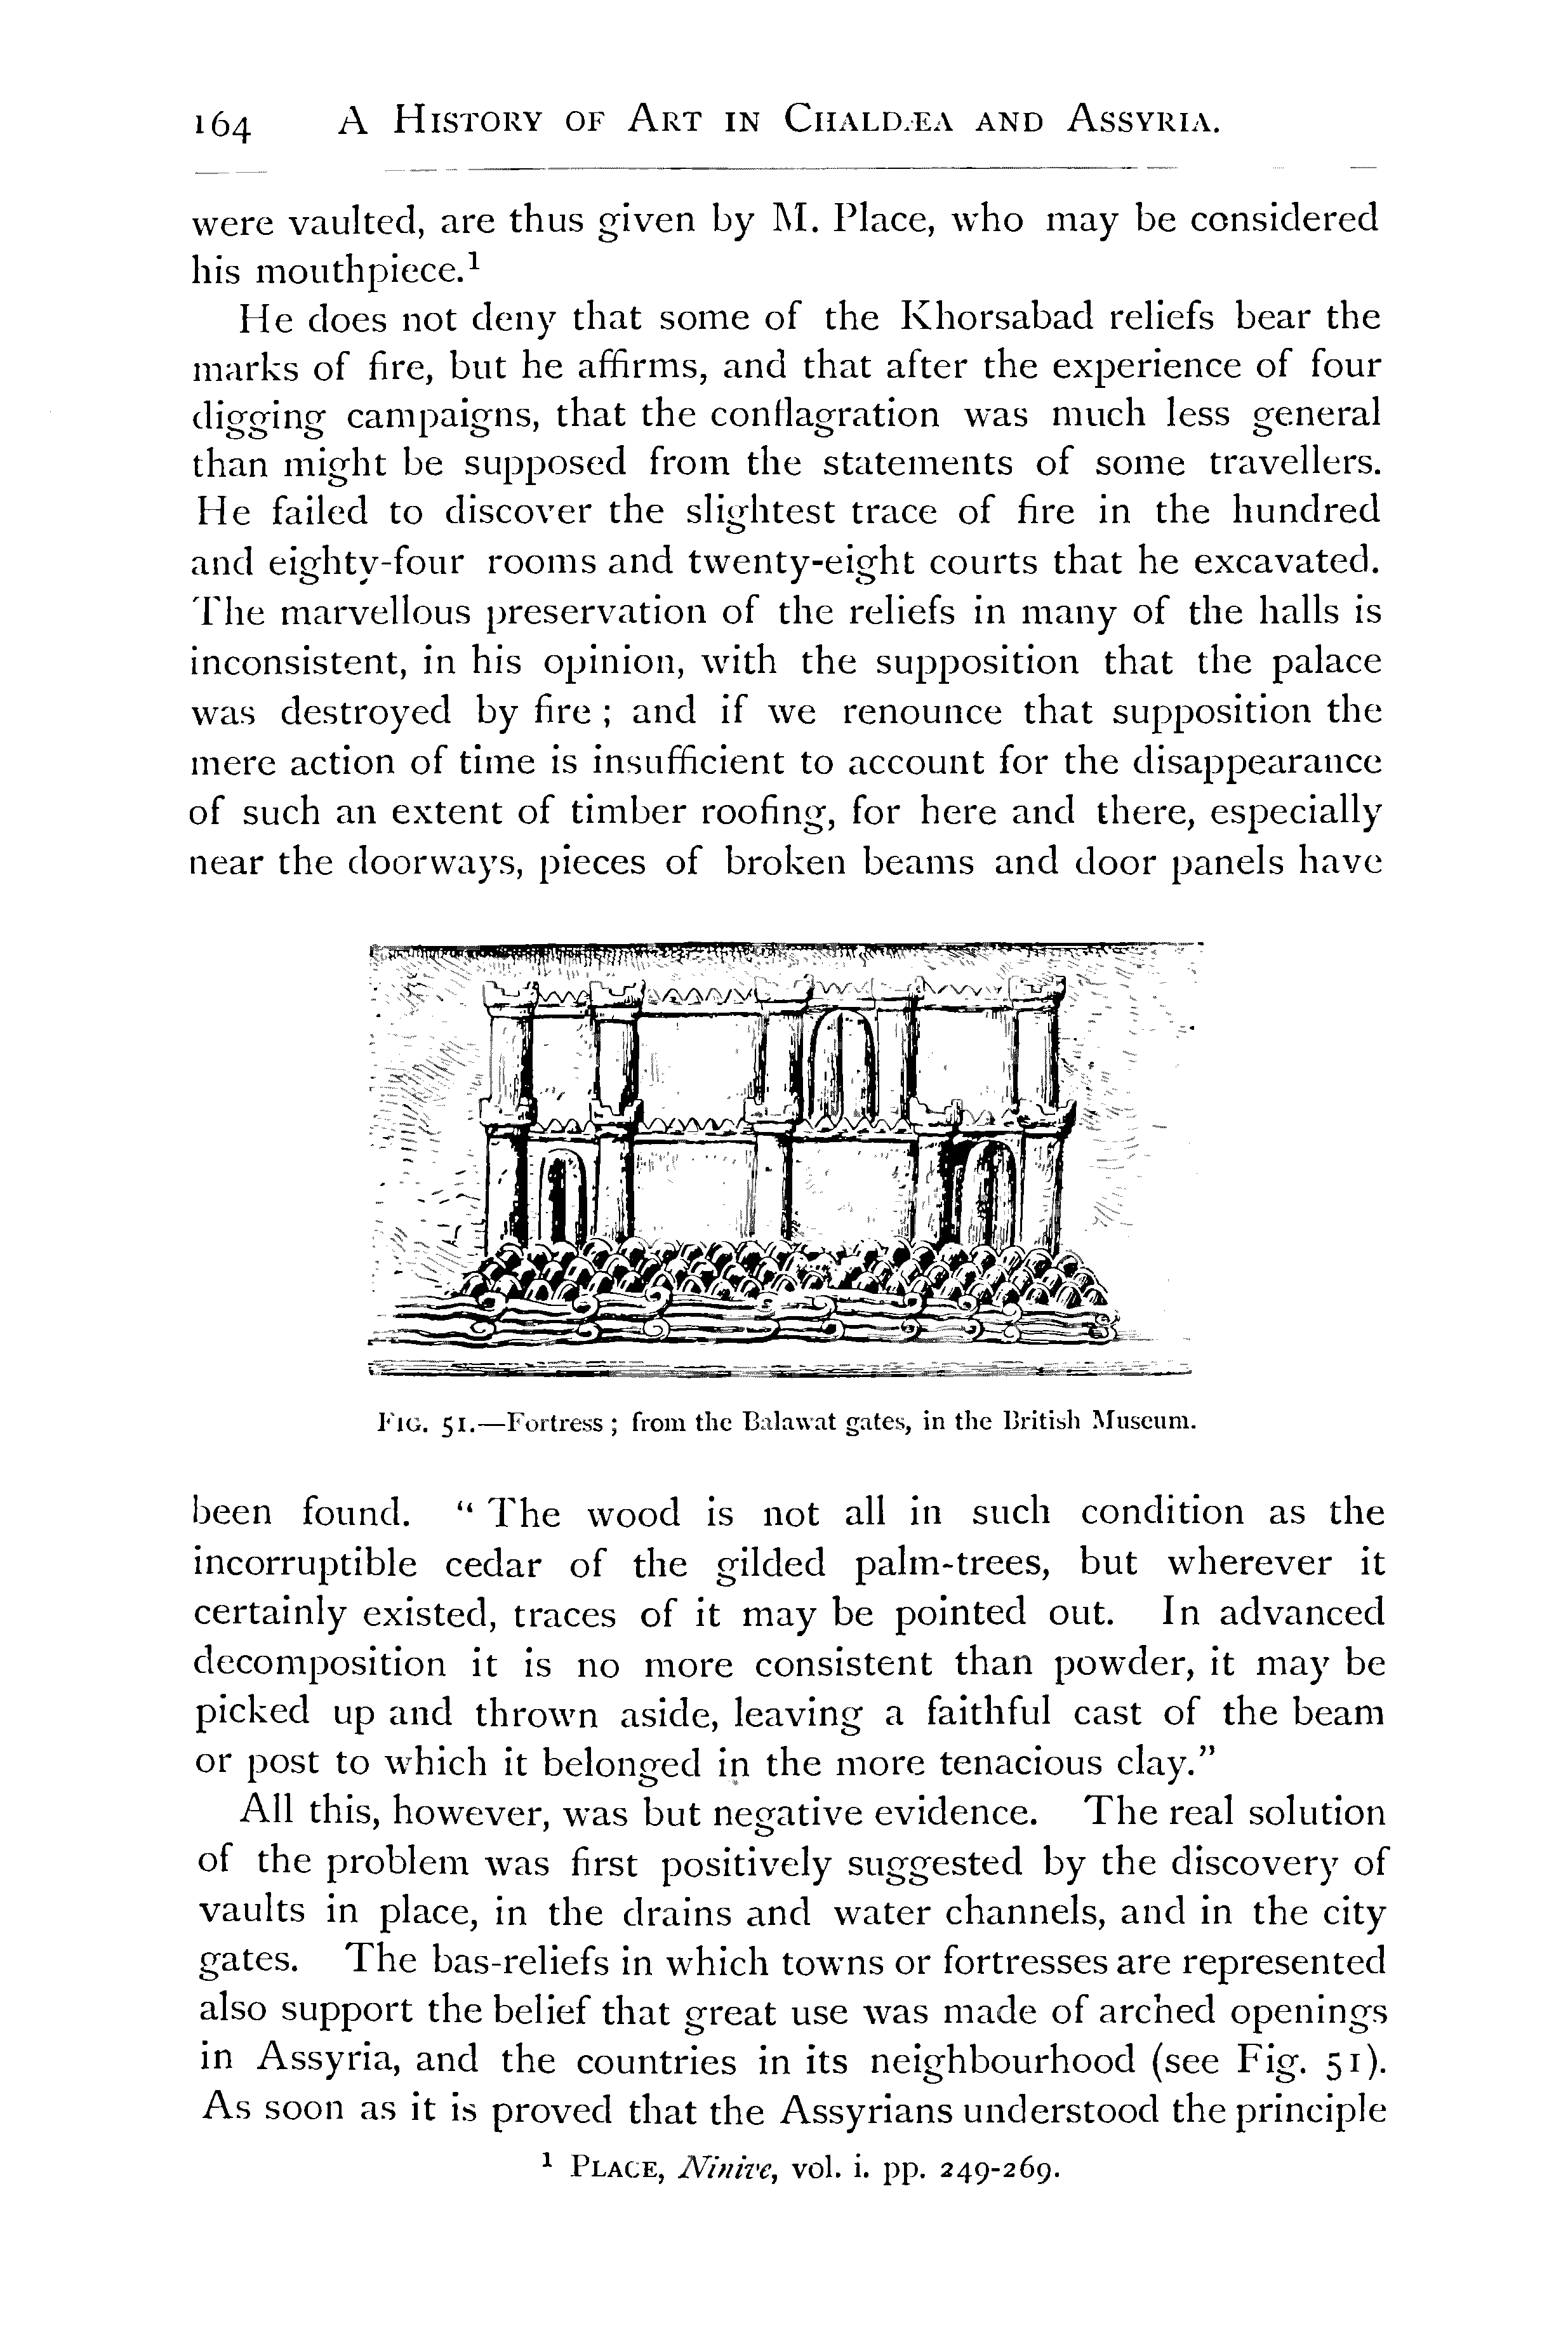 164 A History of Art in Chaldæa and Assyria.
were vaulted, are thus given by M. Place, who may be considered
his mouthpiece.¹
He does not deny that some of the Khorsabad reliefs bear the
marks of fire, but he affirms, and that after the experience of four
digging campaigns, that the conflagration was much less general
than might be supposed from the statements of some travellers.
He failed to discover the slightest trace of fire in the hundred
and eighty-four rooms and twenty-eight courts that he excavated.
The marvellous preservation of the reliefs in many of the halls is
inconsistent, in his opinion, with the supposition that the palace
was destroyed by fire ; and if we renounce that supposition the
mere action of time is insufficient to account for the disappearance
of such an extent of timber roofing, for here and there, especially
near the doorways, pieces of broken beams and door panels have
Fig. 51.—Fortress ; from the Balawat gates, in the British Museum.
been found. “ The wood is not all in such condition as the
incorruptible cedar of the gilded palm-trees, but wherever it
certainly existed, traces of it may be pointed out. In advanced
decomposition it is no more consistent than powder, it may be
picked up and thrown aside, leaving a faithful cast of the beam
or post to which it belonged in the more tenacious clay.”
All this, however, was but negative evidence. The real solution
of the problem was first positively suggested by the discovery of
vaults in place, in the drains and water channels, and in the city
gates. The bas-reliefs in which towns or fortresses are represented
also support the belief that great use was made of arched openings
in Assyria, and the countries in its neighbourhood (see Fig. 51).
As soon as it is proved that the Assyrians understood the principle
¹ Place, Ninive, vol. i. pp. 249-269.